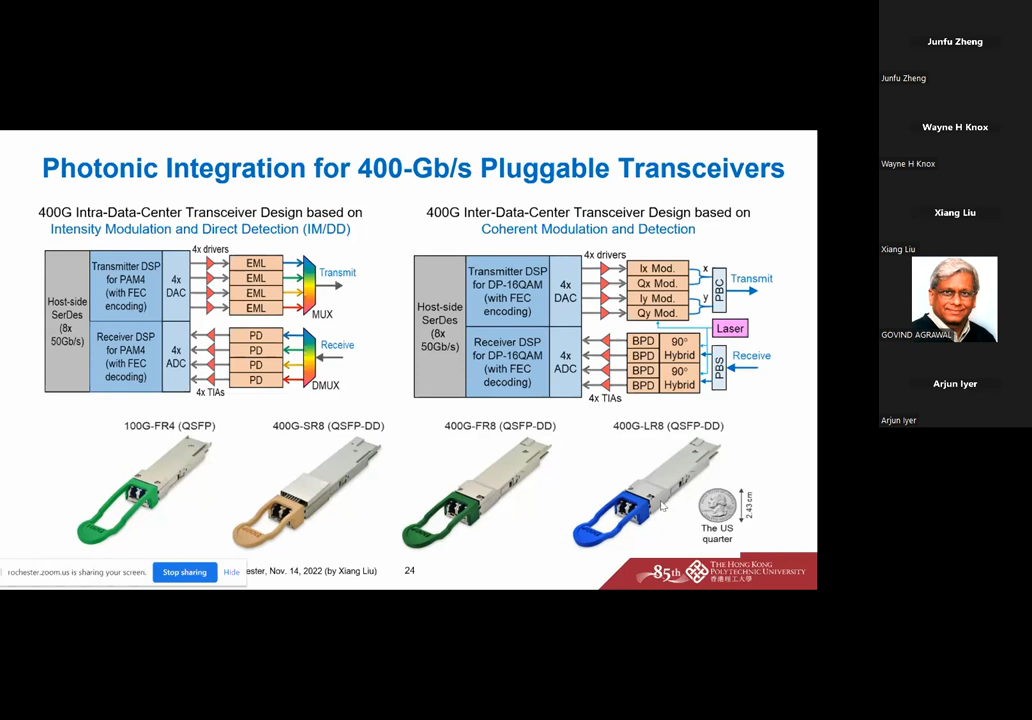 Photonic Integration for 400-Gb/s Pluggable Transceivers
400G Intra-Data-Center Transceiver Design based on
Intensity Modulation and Direct Detection (IM/DD)
Host-side
SerDes
(8x
50Gb/s)
Transmitter DSP
for PAM4
(with FEC
encoding)
4x
DAC
4x drivers
EML
EML
EML
EML
MUX
Transmit
Receiver DSP
for PAM4
(with FEC
decoding)
4x
ADC
4x TIAs
PD
PD
PD
PD
DMUX
Receive
400G Inter-Data-Center Transceiver Design based on
Coherent Modulation and Detection
Host-side
SerDes
(8x
50Gb/s)
Transmitter DSP
for DP-16QAM
(with FEC
encoding)
4x
DAC
4x drivers
Ix Mod.
Qx Mod.
Iy Mod.
Qy Mod.
x
y
PBC
Transmit
Laser
Receiver DSP
for DP-16QAM
(with FEC
decoding)
4x
ADC
4x TIAs
BPD
BPD
BPD
BPD
90°
Hybrid
90°
Hybrid
PBS
Receive
100G-FR4 (QSFP)
400G-SR8 (QSFP-DD)
400G-FR8 (QSFP-DD)
400G-LR8 (QSFP-DD)
2.43 cm
The US
quarter
rochester.zoom.us is sharing your screen.
Stop sharing
Hide
ester, Nov. 14, 2022 (by Xiang Liu)
24
85th
THE HONG KONG
POLYTECHNIC UNIVERSITY
香港理工大學
Junfu Zheng
Junfu Zheng
Wayne H Knox
Wayne H Knox
Xiang Liu
Xiang Liu
GOVIND AGRAWAL
Arjun Iyer
Arjun Iyer